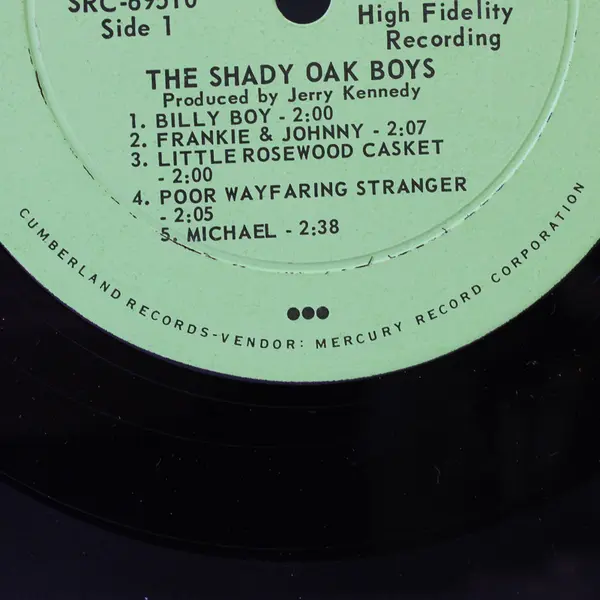 SRC-69510
Side 1
High Fidelity
Recording
THE SHADY OAK BOYS
Produced by Jerry Kennedy
1. BILLY BOY - 2:00
2. FRANKIE & JOHNNY - 2:07
3. LITTLE ROSEWOOD CASKET
- 2:00
4. POOR WAYFARING STRANGER
- 2:05
5. MICHAEL - 2:38
CUMBERLAND RECORDS-VENDOR: MERCURY RECORD CORPORATION